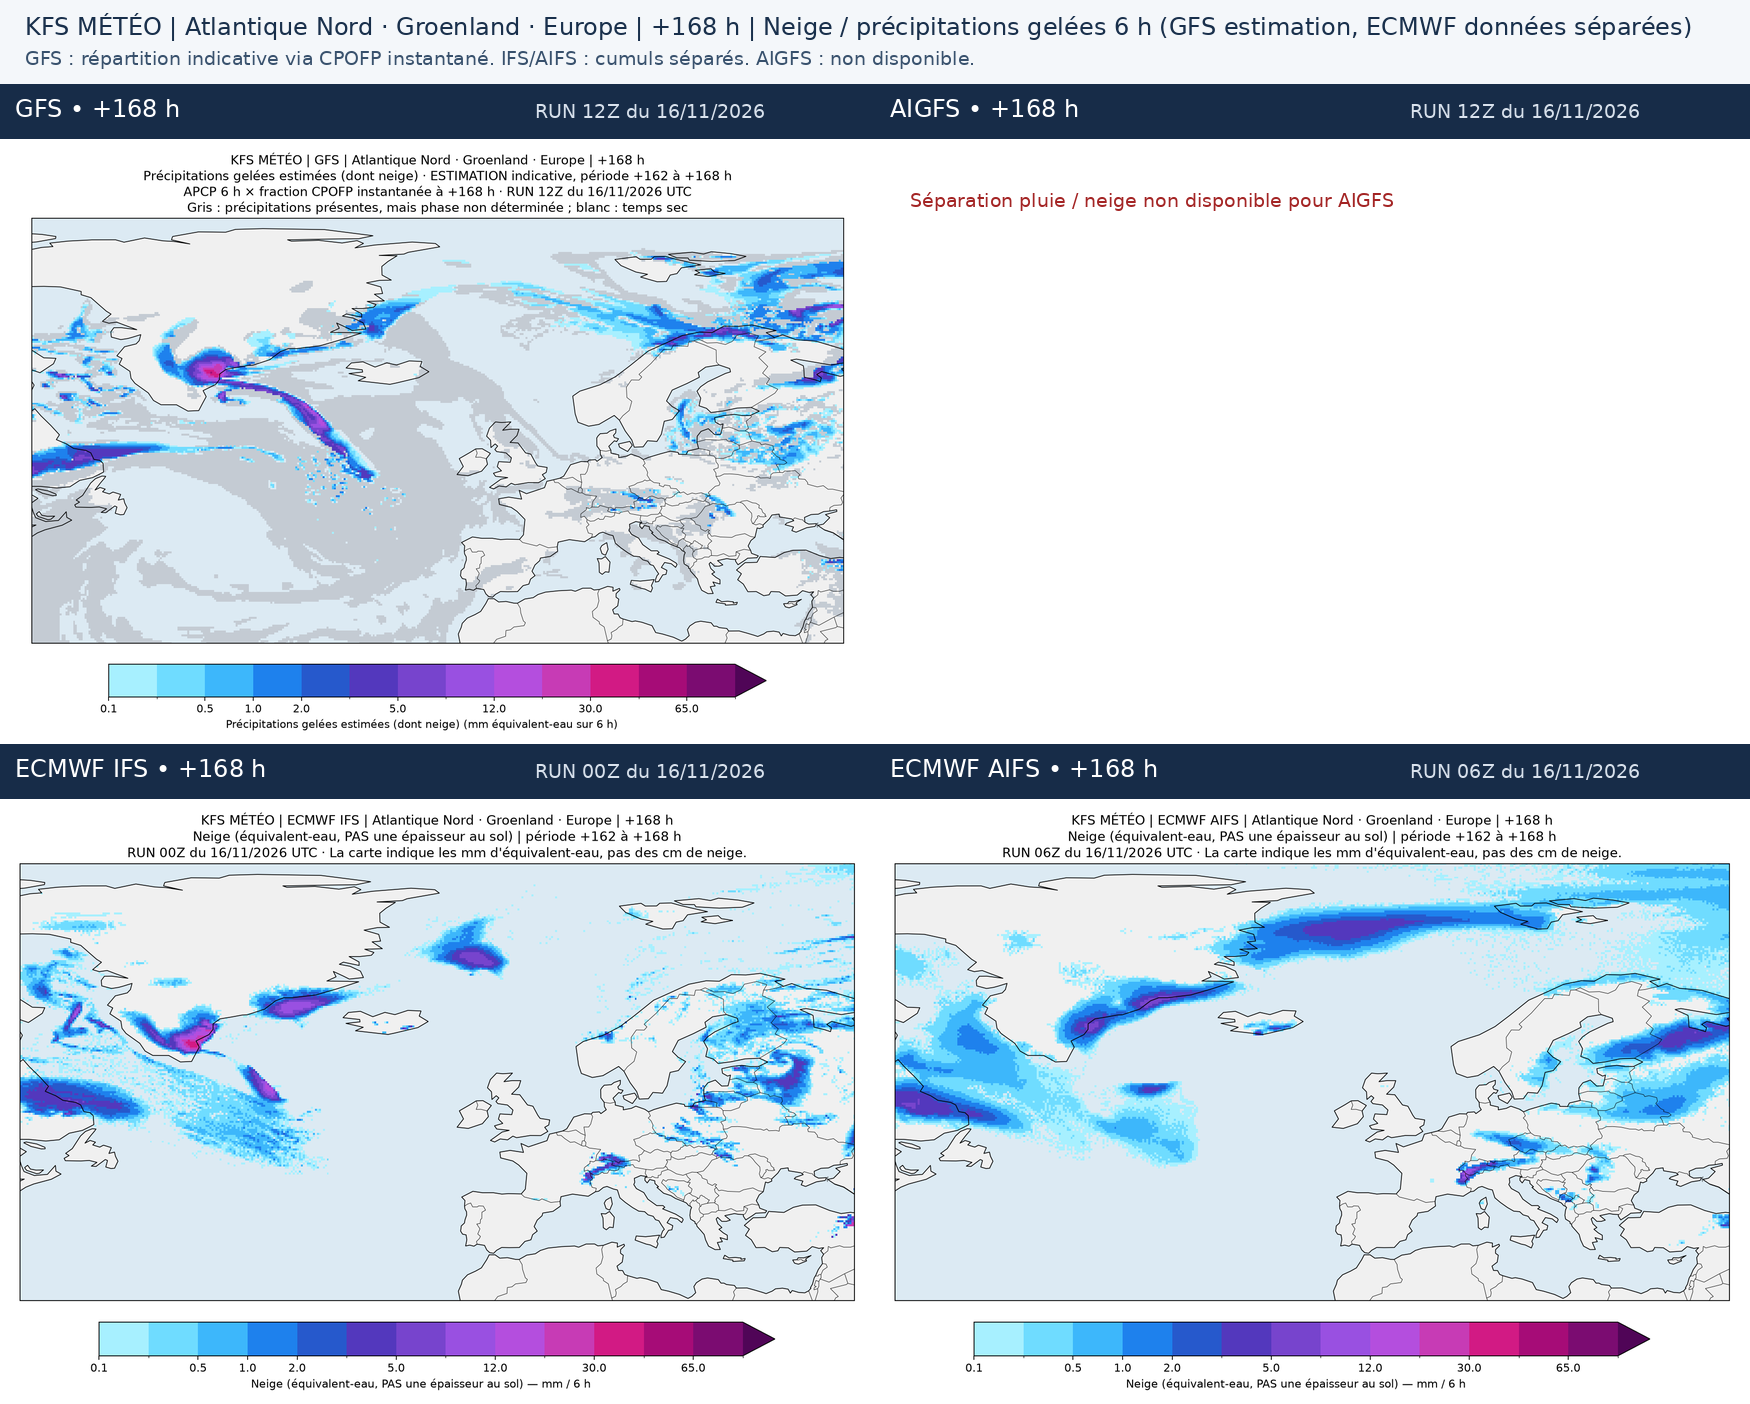 KFS MÉTÉO | Atlantique Nord · Groenland · Europe | +168 h | Neige / précipitations gelées 6 h (GFS estimation, ECMWF données séparées)
GFS : répartition indicative via CPOFP instantané. IFS/AIFS : cumuls séparés. AIGFS : non disponible.
GFS • +168 h
RUN 12Z du 16/11/2026
AIGFS • +168 h
RUN 12Z du 16/11/2026
KFS MÉTÉO | GFS | Atlantique Nord · Groenland · Europe | +168 h
Précipitations gelées estimées (dont neige) · ESTIMATION indicative, période +162 à +168 h
APCP 6 h × fraction CPOFP instantanée à +168 h · RUN 12Z du 16/11/2026 UTC
Gris : précipitations présentes, mais phase non déterminée ; blanc : temps sec
Séparation pluie / neige non disponible pour AIGFS
0.1 0.5 1.0 2.0 5.0 12.0 30.0 65.0
Précipitations gelées estimées (dont neige) (mm équivalent-eau sur 6 h)
ECMWF IFS • +168 h
RUN 00Z du 16/11/2026
ECMWF AIFS • +168 h
RUN 06Z du 16/11/2026
KFS MÉTÉO | ECMWF IFS | Atlantique Nord · Groenland · Europe | +168 h
Neige (équivalent-eau, PAS une épaisseur au sol) | période +162 à +168 h
RUN 00Z du 16/11/2026 UTC · La carte indique les mm d'équivalent-eau, pas des cm de neige.
KFS MÉTÉO | ECMWF AIFS | Atlantique Nord · Groenland · Europe | +168 h
Neige (équivalent-eau, PAS une épaisseur au sol) | période +162 à +168 h
RUN 06Z du 16/11/2026 UTC · La carte indique les mm d'équivalent-eau, pas des cm de neige.
0.1 0.5 1.0 2.0 5.0 12.0 30.0 65.0
Neige (équivalent-eau, PAS une épaisseur au sol) — mm / 6 h
0.1 0.5 1.0 2.0 5.0 12.0 30.0 65.0
Neige (équivalent-eau, PAS une épaisseur au sol) — mm / 6 h